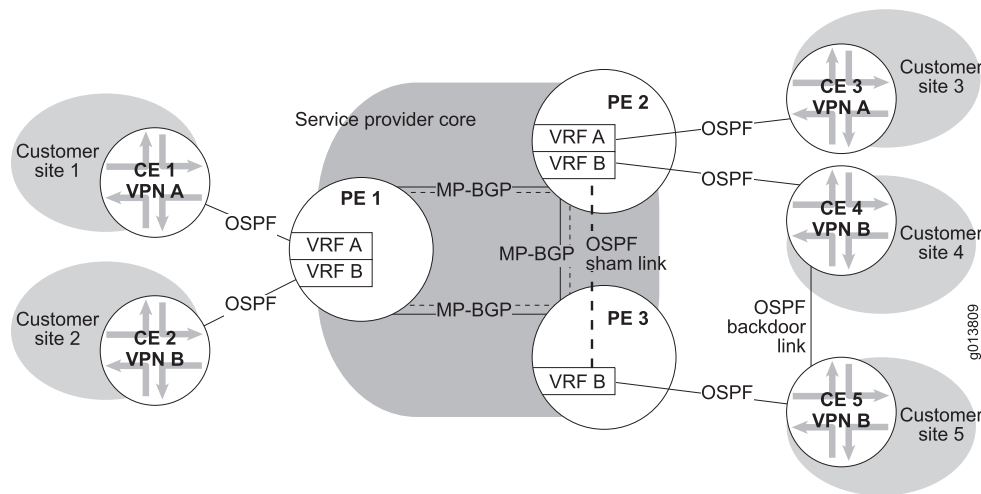 Service provider core
PE 2
VRF A
VRF B
OSPF
OSPF
CE 3
VPN A
Customer
site 3
Customer
site 1
CE 1
VPN A
OSPF
PE 1
VRF A
VRF B
MP-BGP
MP-BGP
OSPF
sham link
CE 4
VPN B
Customer
site 4
Customer
site 2
CE 2
VPN B
OSPF
MP-BGP
PE 3
VRF B
OSPF
OSPF
backdoor
link
CE 5
VPN B
Customer
site 5
g013809